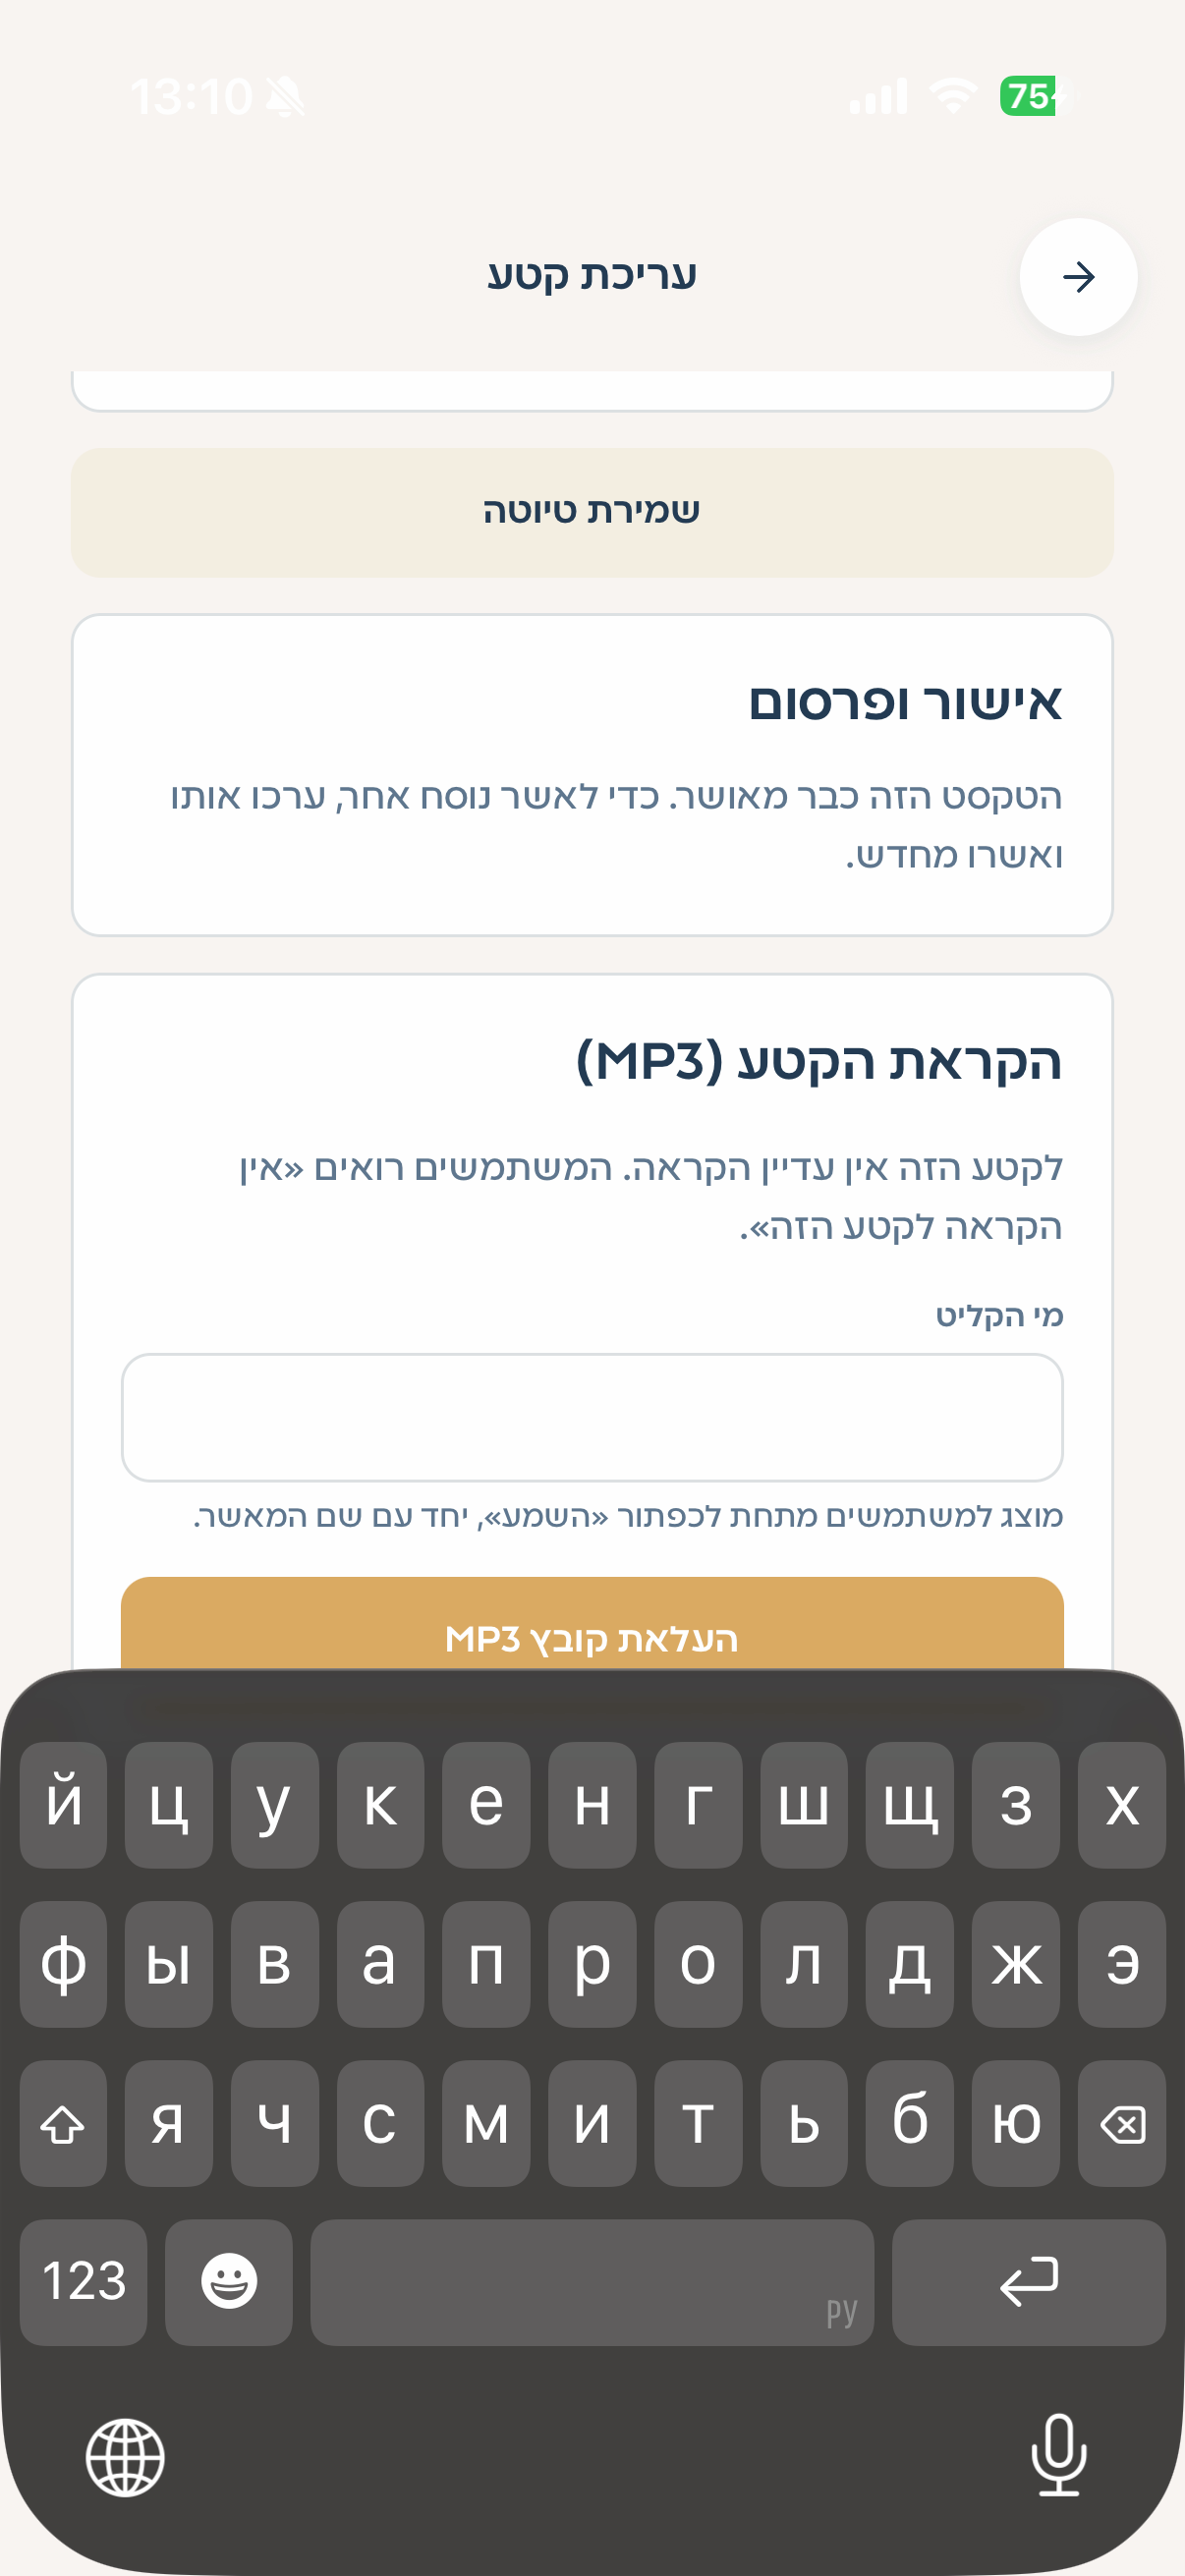 13:10
75
עריכת קטע
שמירת טיוטה
אישור ופרסום
הטקסט הזה כבר מאושר. כדי לאשר נוסח אחר, ערכו אותו
ואשרו מחדש.
הקראת הקטע (MP3)
לקטע הזה אין עדיין הקראה. המשתמשים רואים «אין
הקראה לקטע הזה».
מי הקליט
מוצג למשתמשים מתחת לכפתור «השמע», יחד עם שם המאשר.
העלאת קובץ MP3
й ц у к е н г ш щ з х
ф ы в а п р о л д ж э
я ч с м и т ь б ю
123
РУ